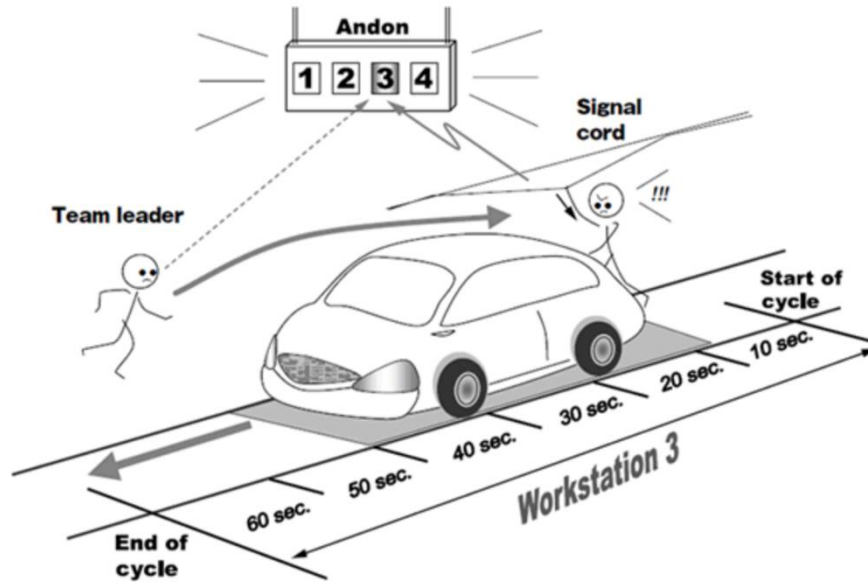 Andon
1 2 3 4
Signal
cord
!!!
Team leader
Start of
cycle
10 sec.
20 sec.
30 sec.
40 sec.
50 sec.
60 sec.
Workstation 3
End of
cycle